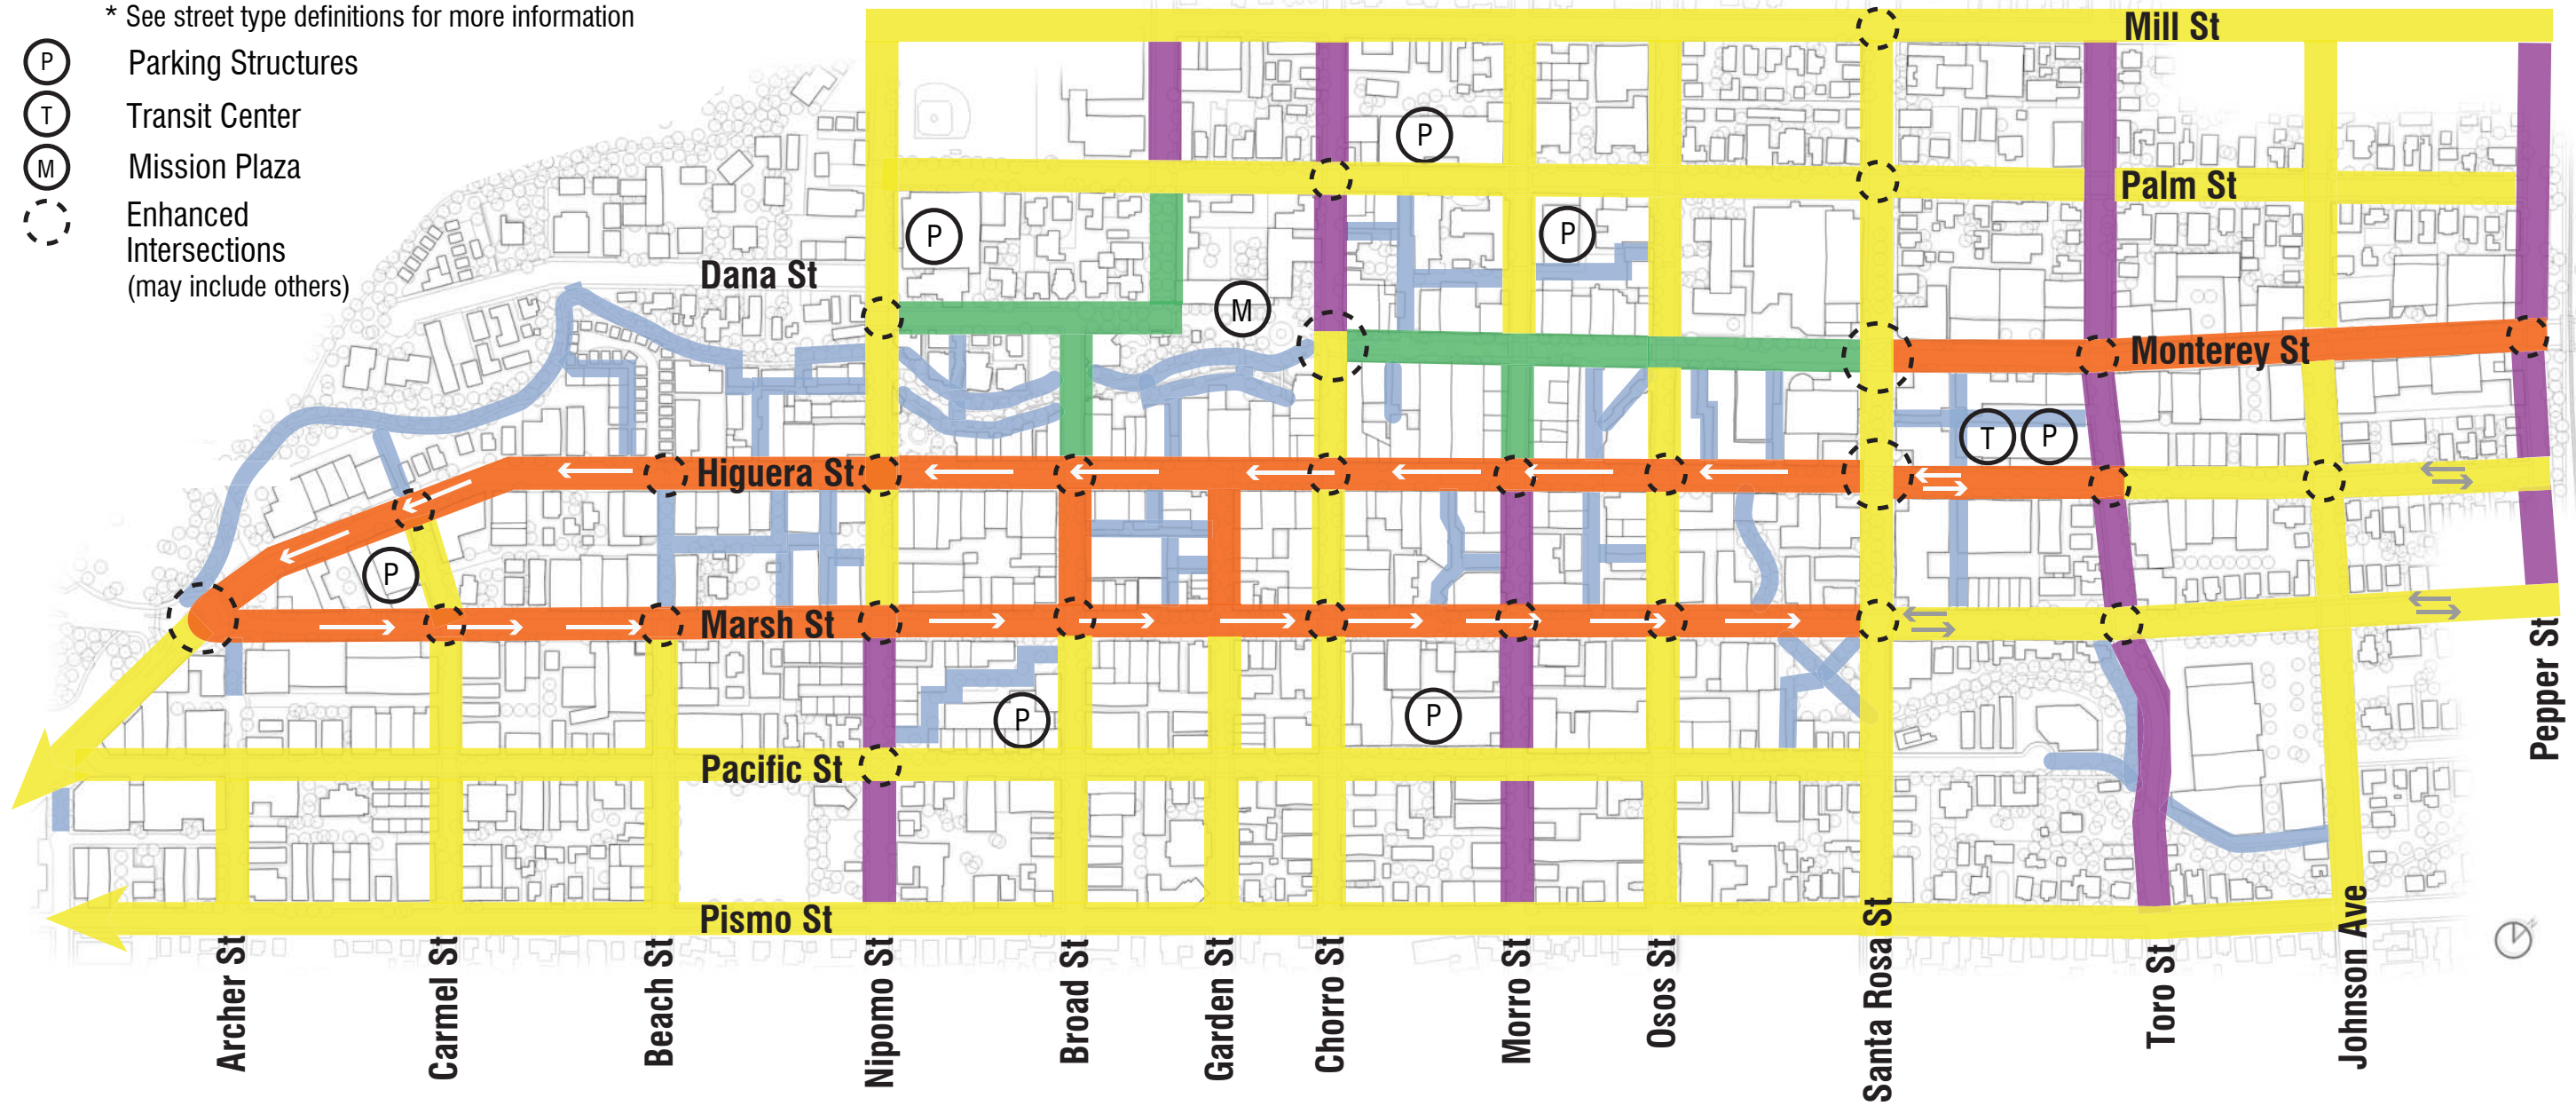 * See street type definitions for more information
P Parking Structures
T Transit Center
M Mission Plaza
Enhanced
Intersections
(may include others)
Mill St
P
Palm St
P
P
Dana St
M
Monterey St
T
P
Higuera St
P
Marsh St
Pepper St
P
P
Pacific St
Pismo St
Archer St
Carmel St
Beach St
Nipomo St
Broad St
Garden St
Chorro St
Morro St
Osos St
Santa Rosa St
Toro St
Johnson Ave